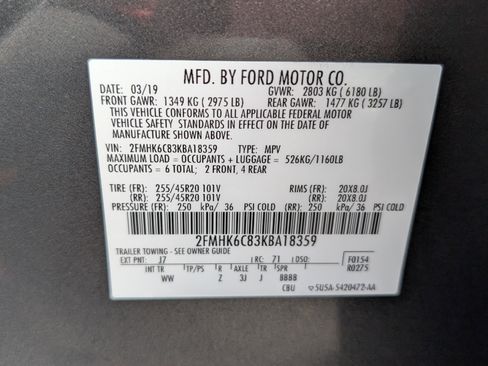 MFD. BY FORD MOTOR CO.
DATE: 03/19 GVWR: 2803 KG ( 6180 LB)
FRONT GAWR: 1349 KG ( 2975 LB) REAR GAWR: 1477 KG ( 3257 LB)
THIS VEHICLE CONFORMS TO ALL APPLICABLE FEDERAL MOTOR
VEHICLE SAFETY STANDARDS IN EFFECT ON THE DATE OF MANUFACTURE
SHOWN ABOVE.
VIN: 2FMHK6C83KBA18359 TYPE: MPV
MAXIMUM LOAD = OCCUPANTS + LUGGAGE = 526KG/1160LB
OCCUPANTS = 6 TOTAL; 2 FRONT, 4 REAR
TIRE (FR): 255/45R20 101V RIMS (FR): 20X8.0J
(RR): 255/45R20 101V (RR): 20X8.0J
PRESSURE (FR): 250 kPa/ 36 PSI COLD (RR): 250 kPa/ 36 PSI COLD
2FMHK6C83KBA18359
TRAILER TOWING - SEE OWNER GUIDE
EXT PNT: J7 RC: 71 DSO: F0154
INT TR TP/PS R AXLE TR SPR R0275
WW Z 3J J BBBB
CBU 5U5A-5420472-AA